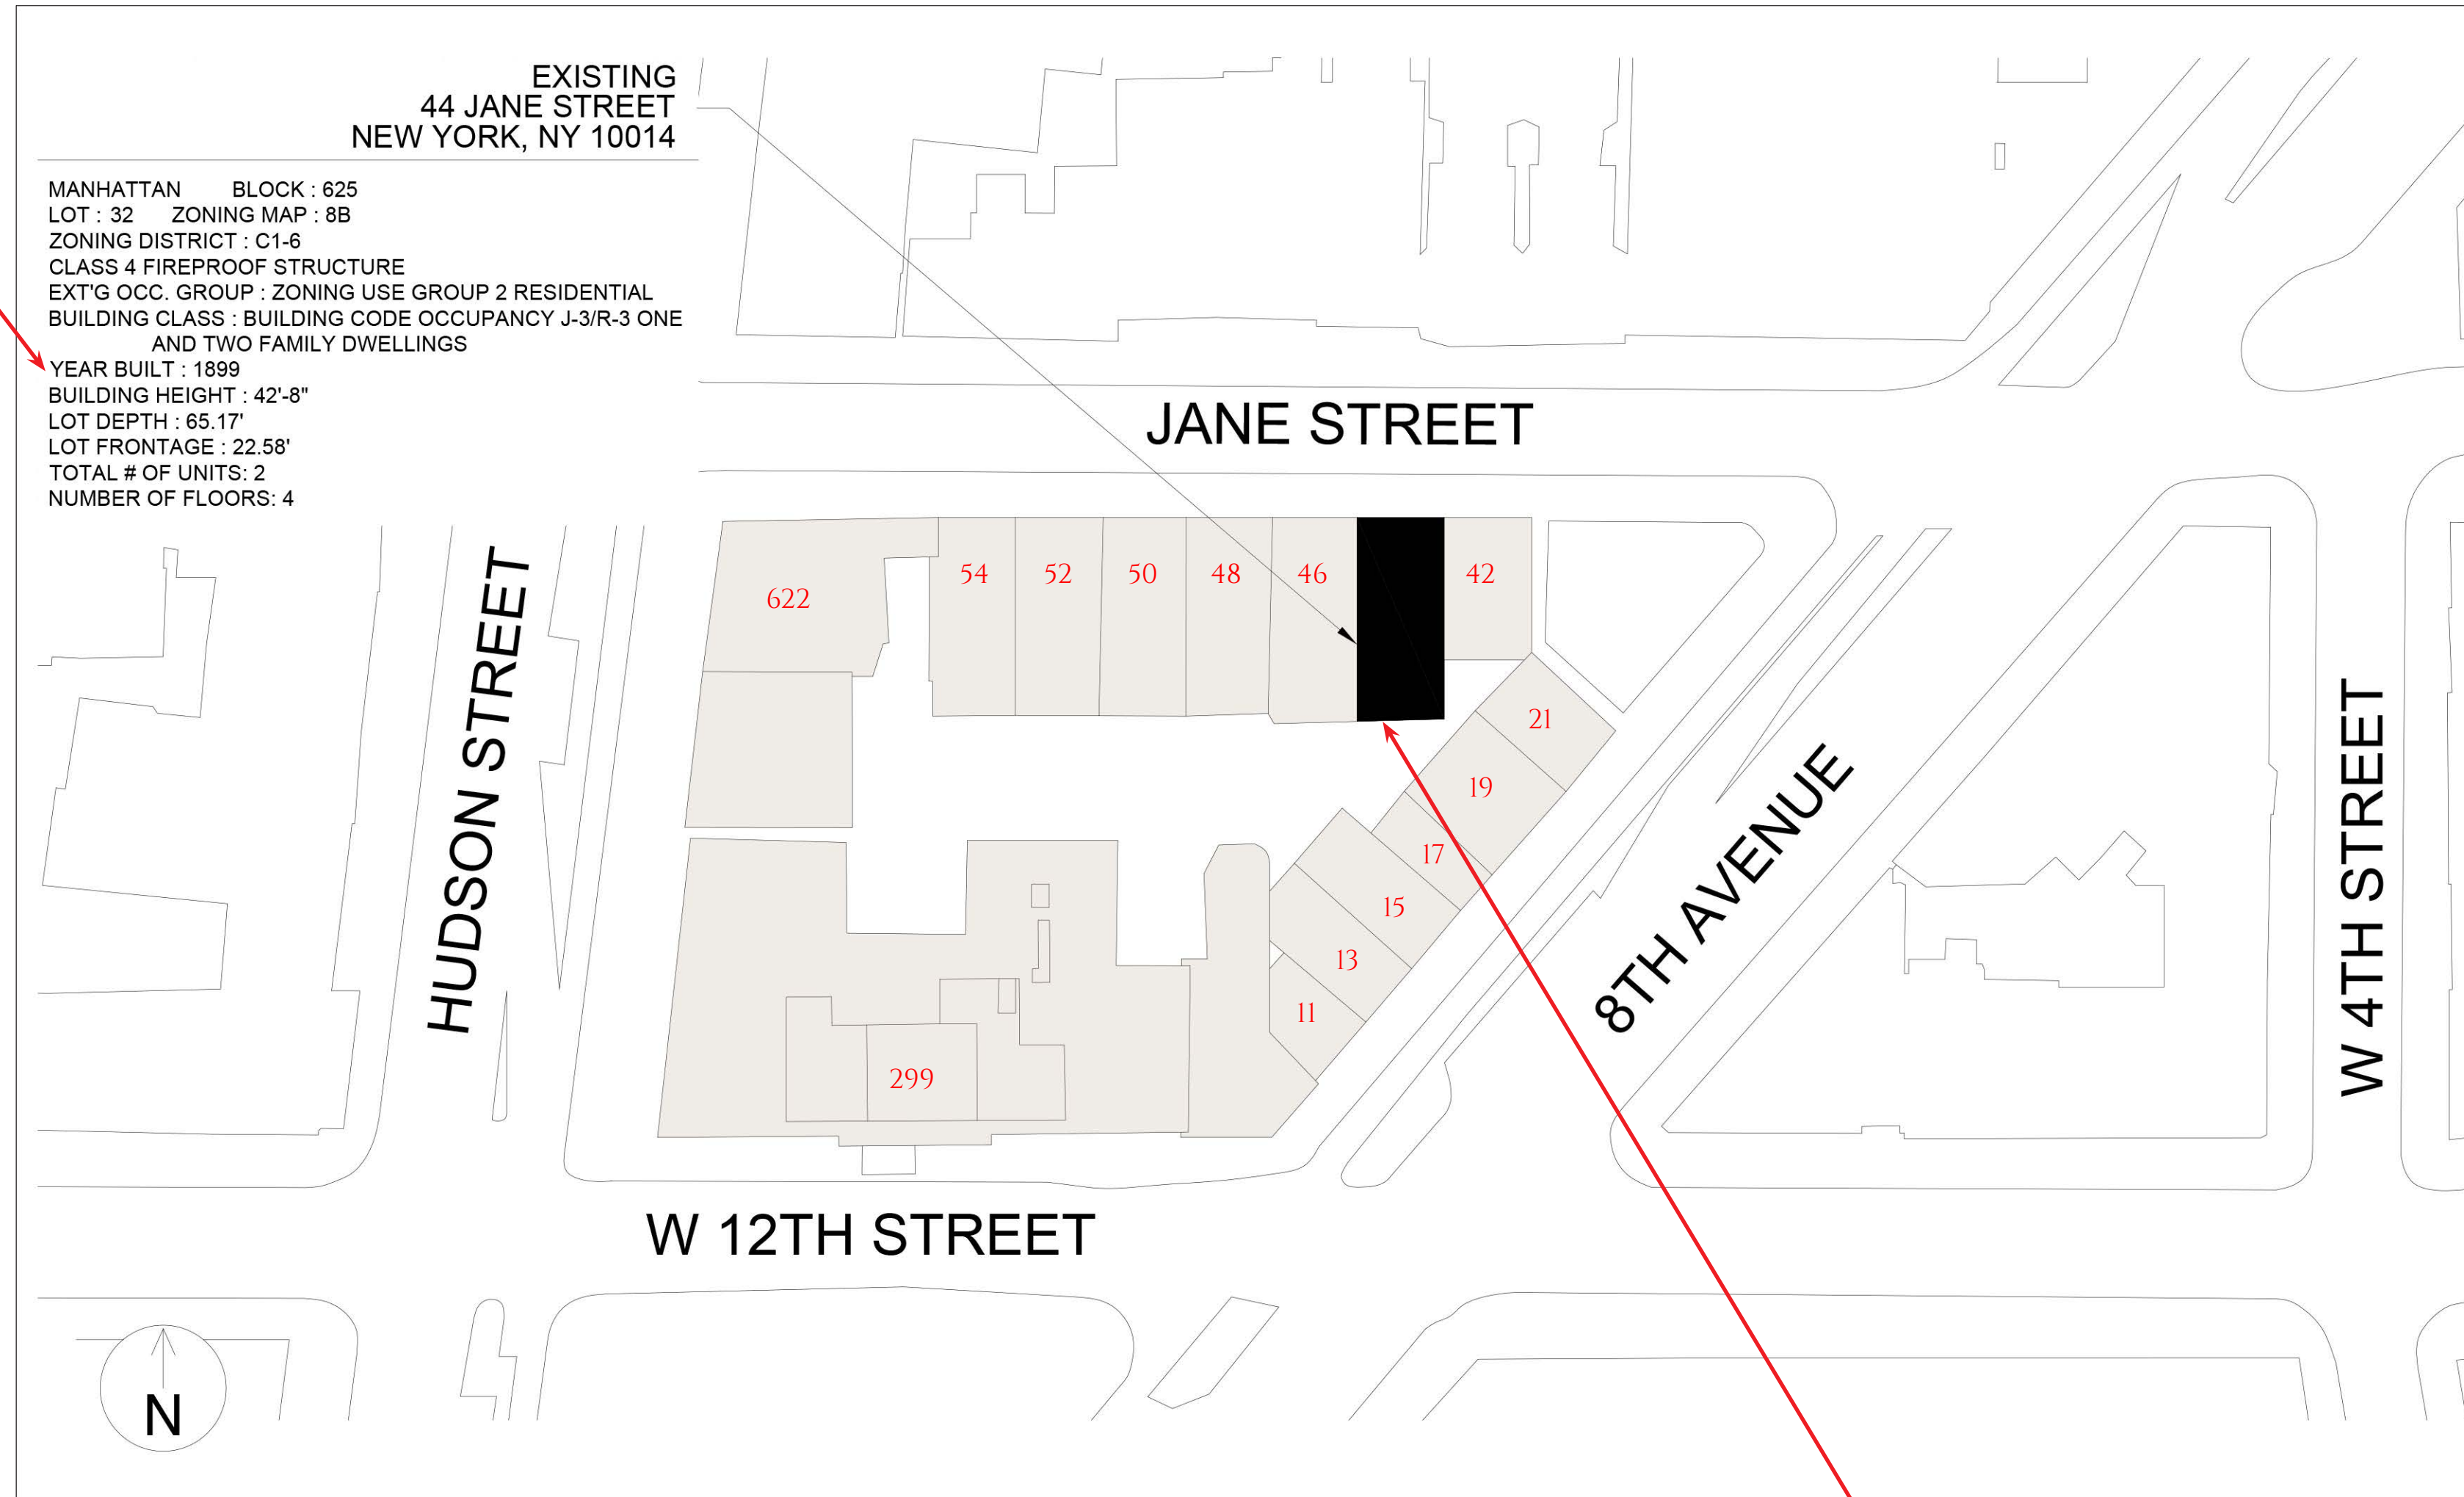 EXISTING
44 JANE STREET
NEW YORK, NY 10014
MANHATTAN BLOCK : 625
LOT : 32 ZONING MAP : 8B
ZONING DISTRICT : C1-6
CLASS 4 FIREPROOF STRUCTURE
EXT'G OCC. GROUP : ZONING USE GROUP 2 RESIDENTIAL
BUILDING CLASS : BUILDING CODE OCCUPANCY J-3/R-3 ONE
AND TWO FAMILY DWELLINGS
YEAR BUILT : 1899
BUILDING HEIGHT : 42'-8"
LOT DEPTH : 65.17'
LOT FRONTAGE : 22.58'
TOTAL # OF UNITS: 2
NUMBER OF FLOORS: 4
JANE STREET
622
54
52
50
48
46
42
21
19
17
15
13
11
299
HUDSON STREET
8TH AVENUE
W 4TH STREET
W 12TH STREET
N